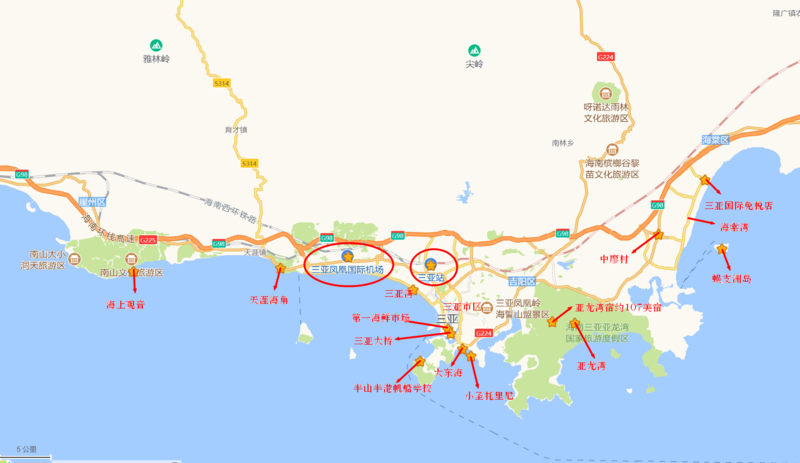 隆广镇农
雅林岭
尖岭
G224
S314
呀诺达雨林
文化旅游区
育才镇
南林乡
海棠区
S314
海南槟榔谷黎
苗文化旅游区
G98
崖州区
海南西环铁路
三亚国际免税店
G98
海南环线高速
G225
G98
G98
G98
G98
海棠湾
南山大小
洞天旅游区
天涯镇
中廖村
南山文化旅游区
三亚凤凰国际机场
三亚站
蜈支洲岛
吉阳区
海上观音
天涯海角
三亚湾
三亚市区
三亚凤凰岭
海誓山盟景区
亚龙湾宿约107美宿
第一海鲜市场
三亚
G224
海南三亚亚龙湾
国家旅游度假区
三亚大桥
亚龙湾
大东海
半山半港帆船学校
小圣托里尼
5 公里